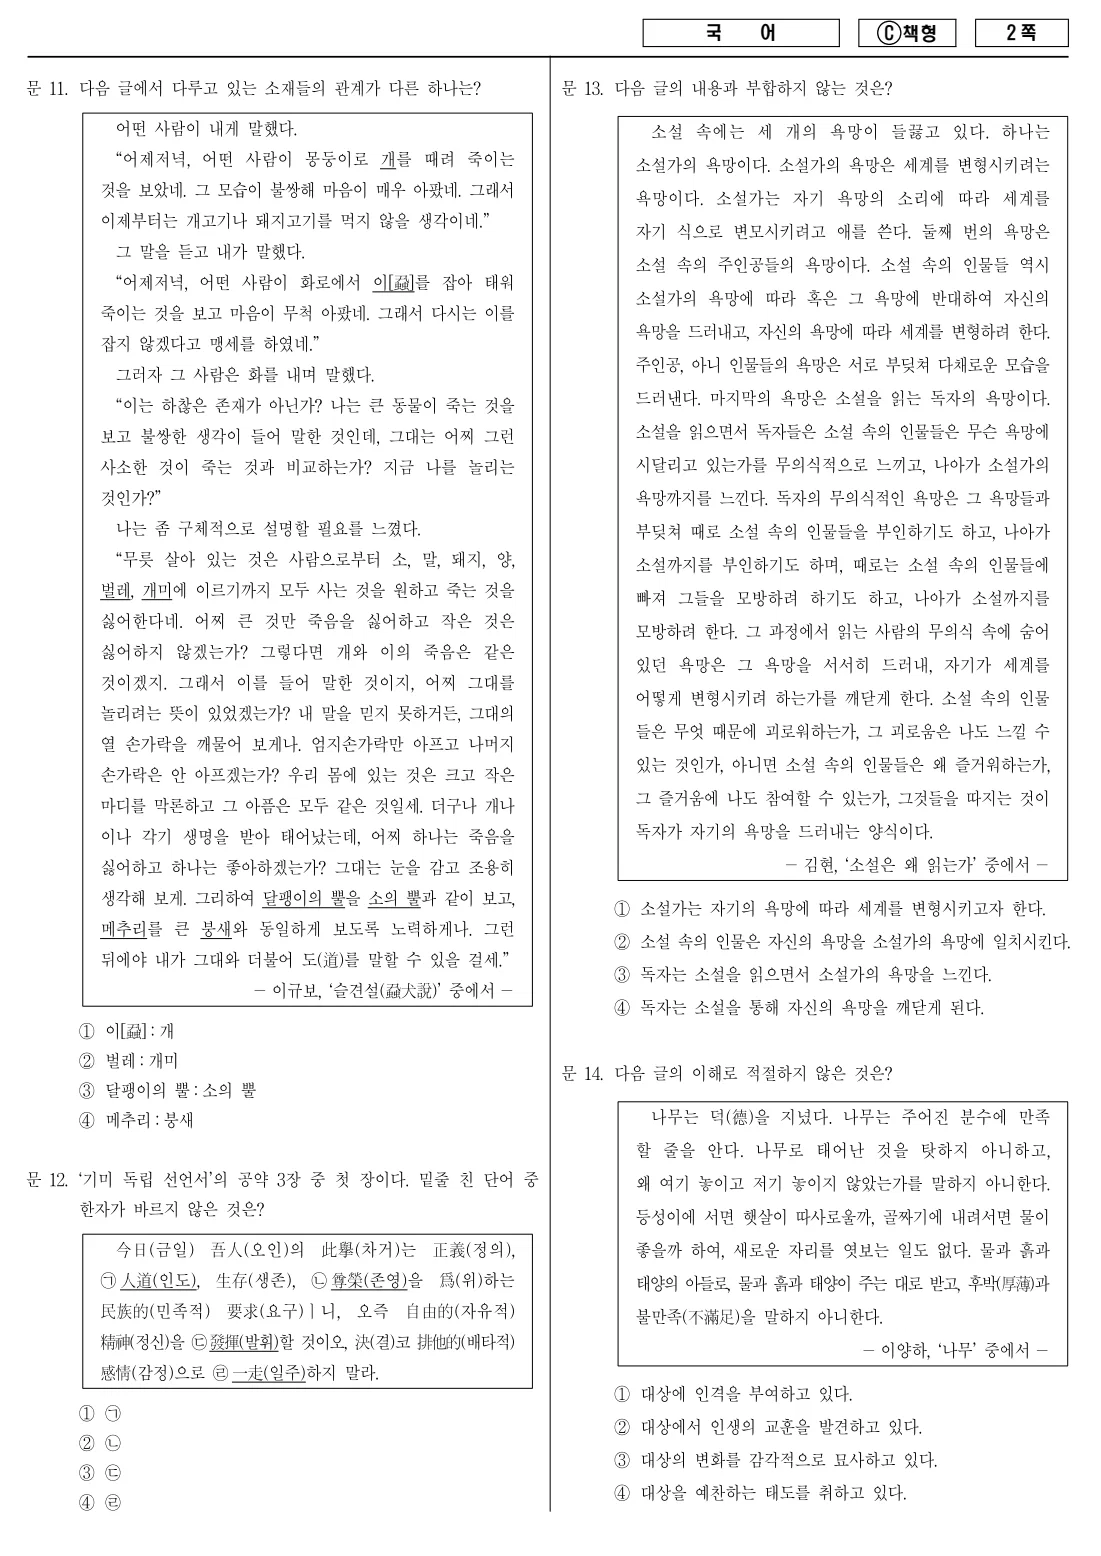 국 어
Ⓒ책형
2쪽
문 11. 다음 글에서 다루고 있는 소재들의 관계가 다른 하나는?
어떤 사람이 내게 말했다.
“어제저녁, 어떤 사람이 몽둥이로 개를 때려 죽이는
것을 보았네. 그 모습이 불쌍해 마음이 매우 아팠네. 그래서
이제부터는 개고기나 돼지고기를 먹지 않을 생각이네.”
그 말을 듣고 내가 말했다.
“어제저녁, 어떤 사람이 화로에서 이[蝨]를 잡아 태워
죽이는 것을 보고 마음이 무척 아팠네. 그래서 다시는 이를
잡지 않겠다고 맹세를 하였네.”
그러자 그 사람은 화를 내며 말했다.
“이는 하찮은 존재가 아닌가? 나는 큰 동물이 죽는 것을
보고 불쌍한 생각이 들어 말한 것인데, 그대는 어찌 그런
사소한 것이 죽는 것과 비교하는가? 지금 나를 놀리는
것인가?”
나는 좀 구체적으로 설명할 필요를 느꼈다.
“무릇 살아 있는 것은 사람으로부터 소, 말, 돼지, 양,
벌레, 개미에 이르기까지 모두 사는 것을 원하고 죽는 것을
싫어한다네. 어찌 큰 것만 죽음을 싫어하고 작은 것은
싫어하지 않겠는가? 그렇다면 개와 이의 죽음은 같은
것이겠지. 그래서 이를 들어 말한 것이지, 어찌 그대를
놀리려는 뜻이 있었겠는가? 내 말을 믿지 못하거든, 그대의
열 손가락을 깨물어 보게나. 엄지손가락만 아프고 나머지
손가락은 안 아프겠는가? 우리 몸에 있는 것은 크고 작은
마디를 막론하고 그 아픔은 모두 같은 것일세. 더구나 개나
이나 각기 생명을 받아 태어났는데, 어찌 하나는 죽음을
싫어하고 하나는 좋아하겠는가? 그대는 눈을 감고 조용히
생각해 보게. 그리하여 달팽이의 뿔을 소의 뿔과 같이 보고,
메추리를 큰 붕새와 동일하게 보도록 노력하게나. 그런
뒤에야 내가 그대와 더불어 도(道)를 말할 수 있을 걸세.”
－ 이규보, ‘슬견설(蝨犬說)’ 중에서 －
① 이[蝨] : 개
② 벌레 : 개미
③ 달팽이의 뿔 : 소의 뿔
④ 메추리 : 붕새
문 12. ‘기미 독립 선언서’의 공약 3장 중 첫 장이다. 밑줄 친 단어 중
한자가 바르지 않은 것은?
今日(금일) 吾人(오인)의 此擧(차거)는 正義(정의),
㉠ 人道(인도), 生存(생존), ㉡ 尊榮(존영)을 爲(위)하는
民族的(민족적) 要求(요구)ㅣ니, 오즉 自由的(자유적)
精神(정신)을 ㉢ 發揮(발휘)할 것이오, 決(결)코 排他的(배타적)
感情(감정)으로 ㉣ 一走(일주)하지 말라.
① ㉠
② ㉡
③ ㉢
④ ㉣
문 13. 다음 글의 내용과 부합하지 않는 것은?
소설 속에는 세 개의 욕망이 들끓고 있다. 하나는
소설가의 욕망이다. 소설가의 욕망은 세계를 변형시키려는
욕망이다. 소설가는 자기 욕망의 소리에 따라 세계를
자기 식으로 변모시키려고 애를 쓴다. 둘째 번의 욕망은
소설 속의 주인공들의 욕망이다. 소설 속의 인물들 역시
소설가의 욕망에 따라 혹은 그 욕망에 반대하여 자신의
욕망을 드러내고, 자신의 욕망에 따라 세계를 변형하려 한다.
주인공, 아니 인물들의 욕망은 서로 부딪쳐 다채로운 모습을
드러낸다. 마지막의 욕망은 소설을 읽는 독자의 욕망이다.
소설을 읽으면서 독자들은 소설 속의 인물들은 무슨 욕망에
시달리고 있는가를 무의식적으로 느끼고, 나아가 소설가의
욕망까지를 느낀다. 독자의 무의식적인 욕망은 그 욕망들과
부딪쳐 때로 소설 속의 인물들을 부인하기도 하고, 나아가
소설까지를 부인하기도 하며, 때로는 소설 속의 인물들에
빠져 그들을 모방하려 하기도 하고, 나아가 소설까지를
모방하려 한다. 그 과정에서 읽는 사람의 무의식 속에 숨어
있던 욕망은 그 욕망을 서서히 드러내, 자기가 세계를
어떻게 변형시키려 하는가를 깨닫게 한다. 소설 속의 인물
들은 무엇 때문에 괴로워하는가, 그 괴로움은 나도 느낄 수
있는 것인가, 아니면 소설 속의 인물들은 왜 즐거워하는가,
그 즐거움에 나도 참여할 수 있는가, 그것들을 따지는 것이
독자가 자기의 욕망을 드러내는 양식이다.
－ 김현, ‘소설은 왜 읽는가’ 중에서 －
① 소설가는 자기의 욕망에 따라 세계를 변형시키고자 한다.
② 소설 속의 인물은 자신의 욕망을 소설가의 욕망에 일치시킨다.
③ 독자는 소설을 읽으면서 소설가의 욕망을 느낀다.
④ 독자는 소설을 통해 자신의 욕망을 깨닫게 된다.
문 14. 다음 글의 이해로 적절하지 않은 것은?
나무는 덕(德)을 지녔다. 나무는 주어진 분수에 만족
할 줄을 안다. 나무로 태어난 것을 탓하지 아니하고,
왜 여기 놓이고 저기 놓이지 않았는가를 말하지 아니한다.
등성이에 서면 햇살이 따사로울까, 골짜기에 내려서면 물이
좋을까 하여, 새로운 자리를 엿보는 일도 없다. 물과 흙과
태양의 아들로, 물과 흙과 태양이 주는 대로 받고, 후박(厚薄)과
불만족(不滿足)을 말하지 아니한다.
－ 이양하, ‘나무’ 중에서 －
① 대상에 인격을 부여하고 있다.
② 대상에서 인생의 교훈을 발견하고 있다.
③ 대상의 변화를 감각적으로 묘사하고 있다.
④ 대상을 예찬하는 태도를 취하고 있다.